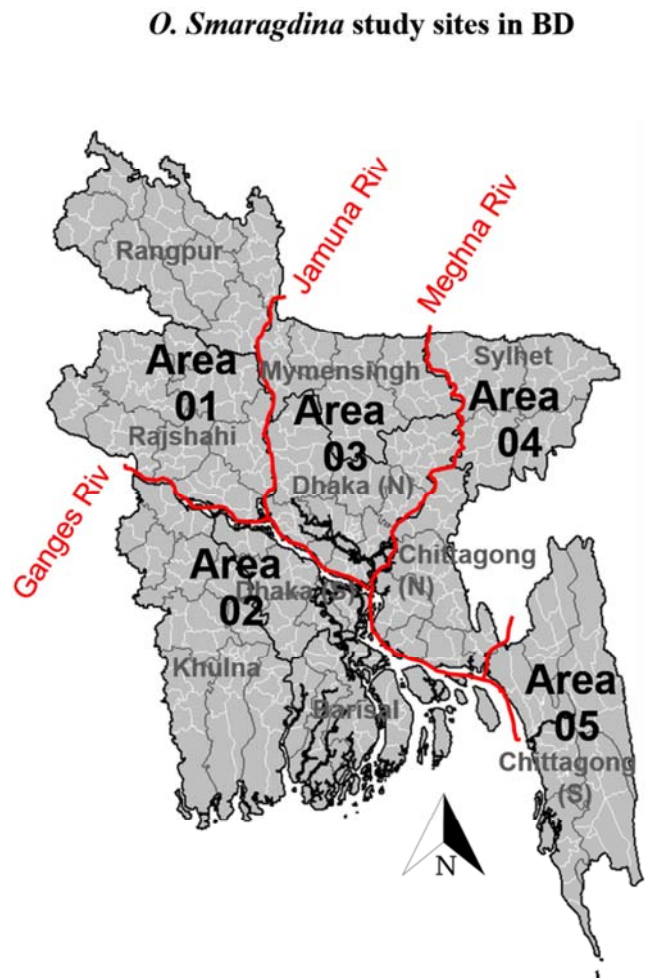 O. Smaragdina study sites in BD
Jamuna Riv
Meghna Riv
Rangpur
Area
01
Mymensingh
Sylhet
Area
03
Area
04
Rajshahi
Dhaka (N)
Ganges Riv
Chittagong
(N)
Area
02
Dhaka (S)
Khulna
Barisal
Area
05
Chittagong
(S)
N